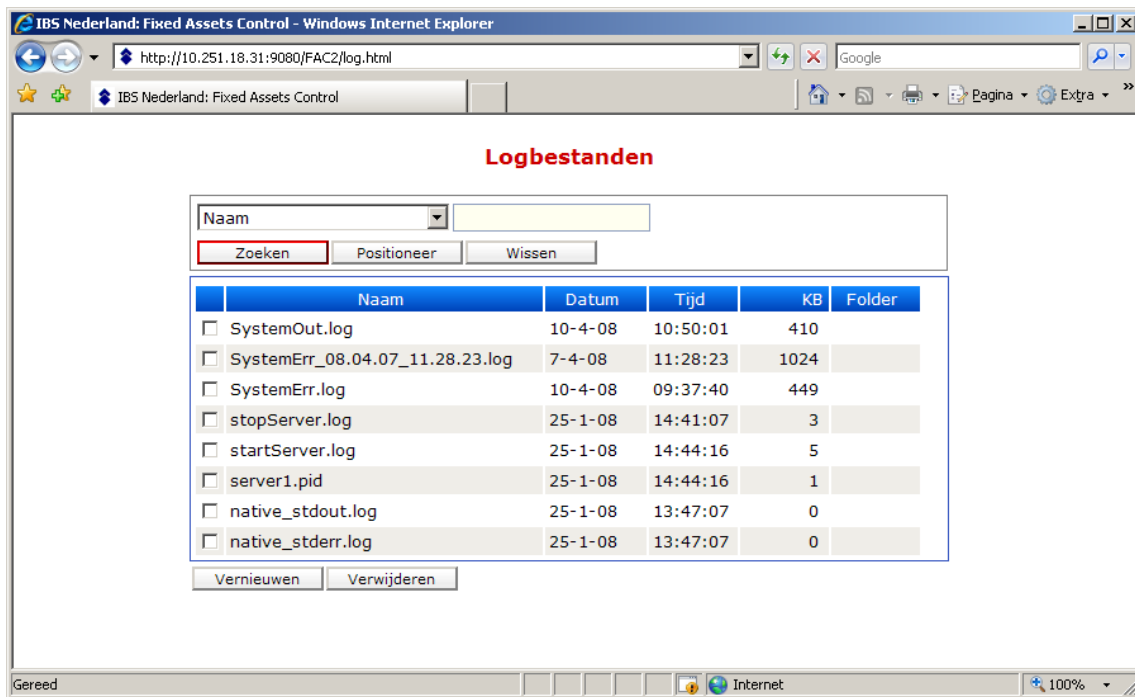 IBS Nederland: Fixed Assets Control - Windows Internet Explorer
http://10.251.18.31:9080/FAC2/log.html
Google
IBS Nederland: Fixed Assets Control
Pagina
Extra
»
Logbestanden
Naam
Zoeken Positioneer Wissen
Naam Datum Tijd KB Folder
SystemOut.log 10-4-08 10:50:01 410
SystemErr_08.04.07_11.28.23.log 7-4-08 11:28:23 1024
SystemErr.log 10-4-08 09:37:40 449
stopServer.log 25-1-08 14:41:07 3
startServer.log 25-1-08 14:44:16 5
server1.pid 25-1-08 14:44:16 1
native_stdout.log 25-1-08 13:47:07 0
native_stderr.log 25-1-08 13:47:07 0
Vernieuwen Verwijderen
Gereed Internet 100%